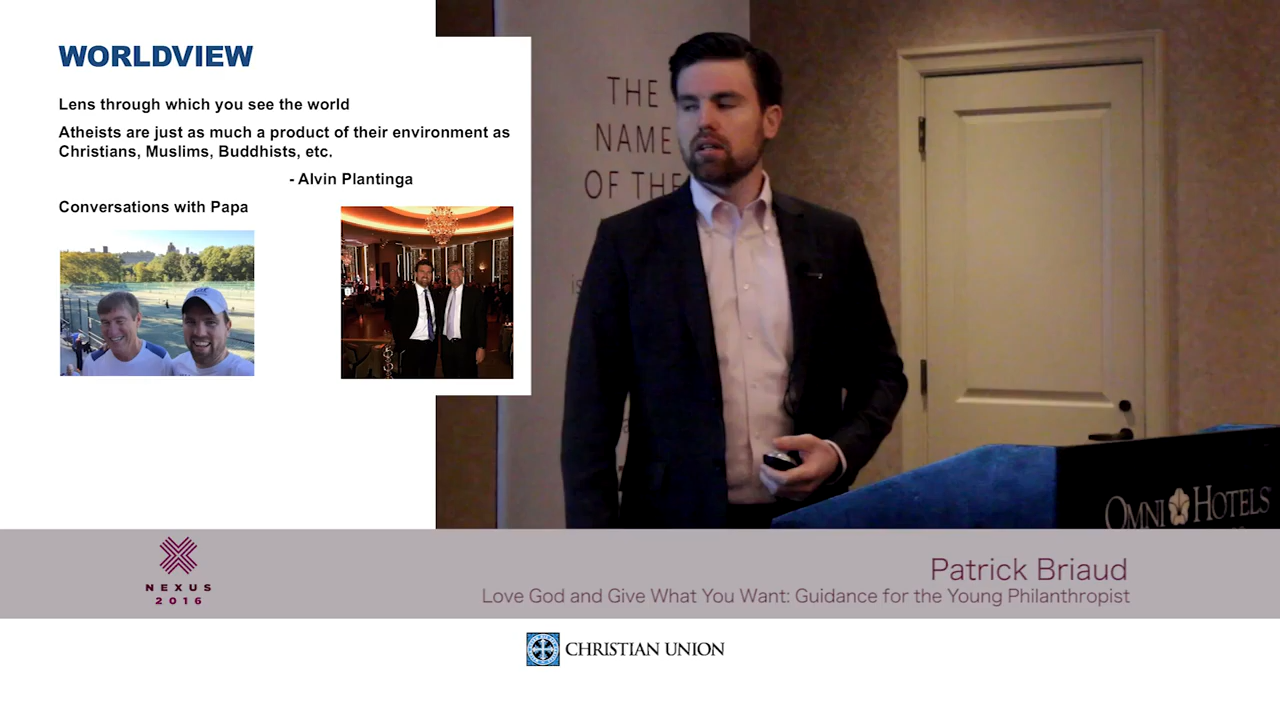 WORLDVIEW
Lens through which you see the world
Atheists are just as much a product of their environment as
Christians, Muslims, Buddhists, etc.
- Alvin Plantinga
Conversations with Papa
THE
NAME
OF THE
is
OMNI HOTELS
NEXUS
2016
Patrick Briaud
Love God and Give What You Want: Guidance for the Young Philanthropist
CHRISTIAN UNION